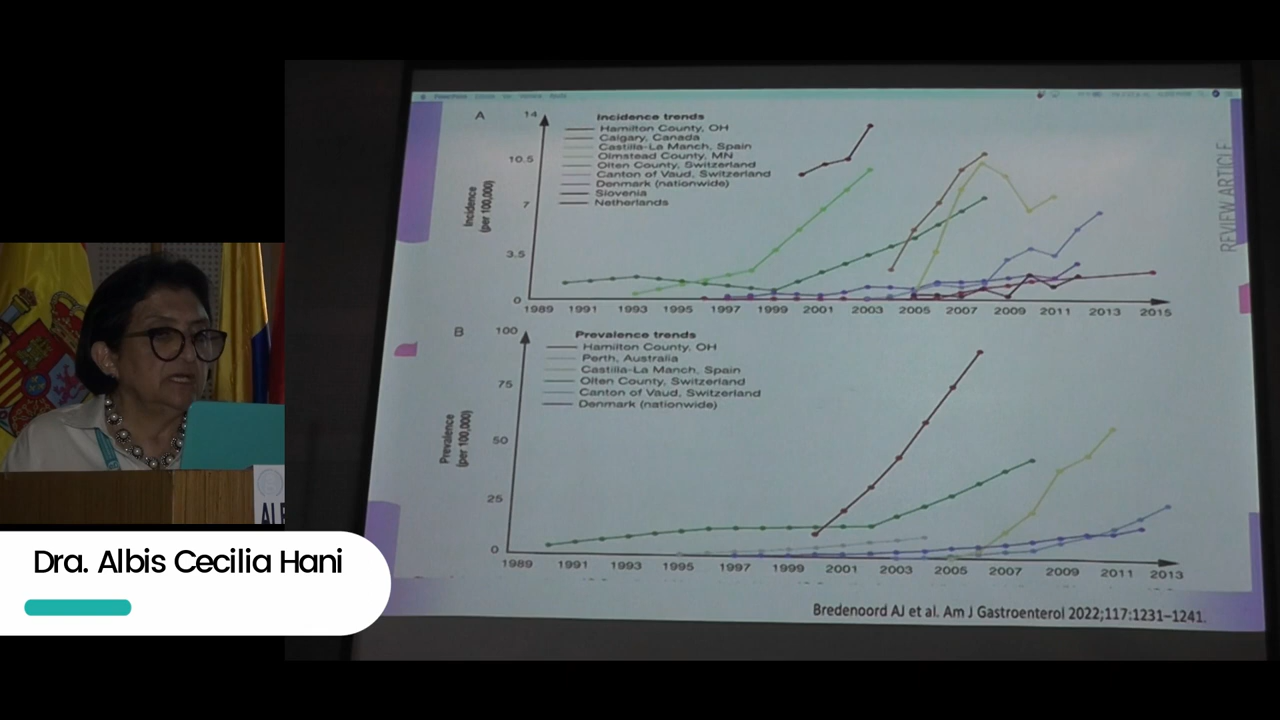 A
14
Incidence trends
Hamilton County, OH
Calgary, Canada
Castilla-La Manch, Spain
Olmstead County, MN
Olten County, Switzerland
Canton of Vaud, Switzerland
Denmark (nationwide)
Slovenia
Netherlands
10.5
7
3.5
0
Incidence
(per 100,000)
1989 1991 1993 1995 1997 1999 2001 2003 2005 2007 2009 2011 2013 2015
REVIEW ARTICLE
B
100
Prevalence trends
Hamilton County, OH
Perth, Australia
Castilla-La Manch, Spain
Olten County, Switzerland
Canton of Vaud, Switzerland
Denmark (nationwide)
75
50
25
0
Prevalence
(per 100,000)
1989 1991 1993 1995 1997 1999 2001 2003 2005 2007 2009 2011 2013
Bredenoord AJ et al. Am J Gastroenterol 2022;117:1231–1241.
Dra. Albis Cecilia Hani